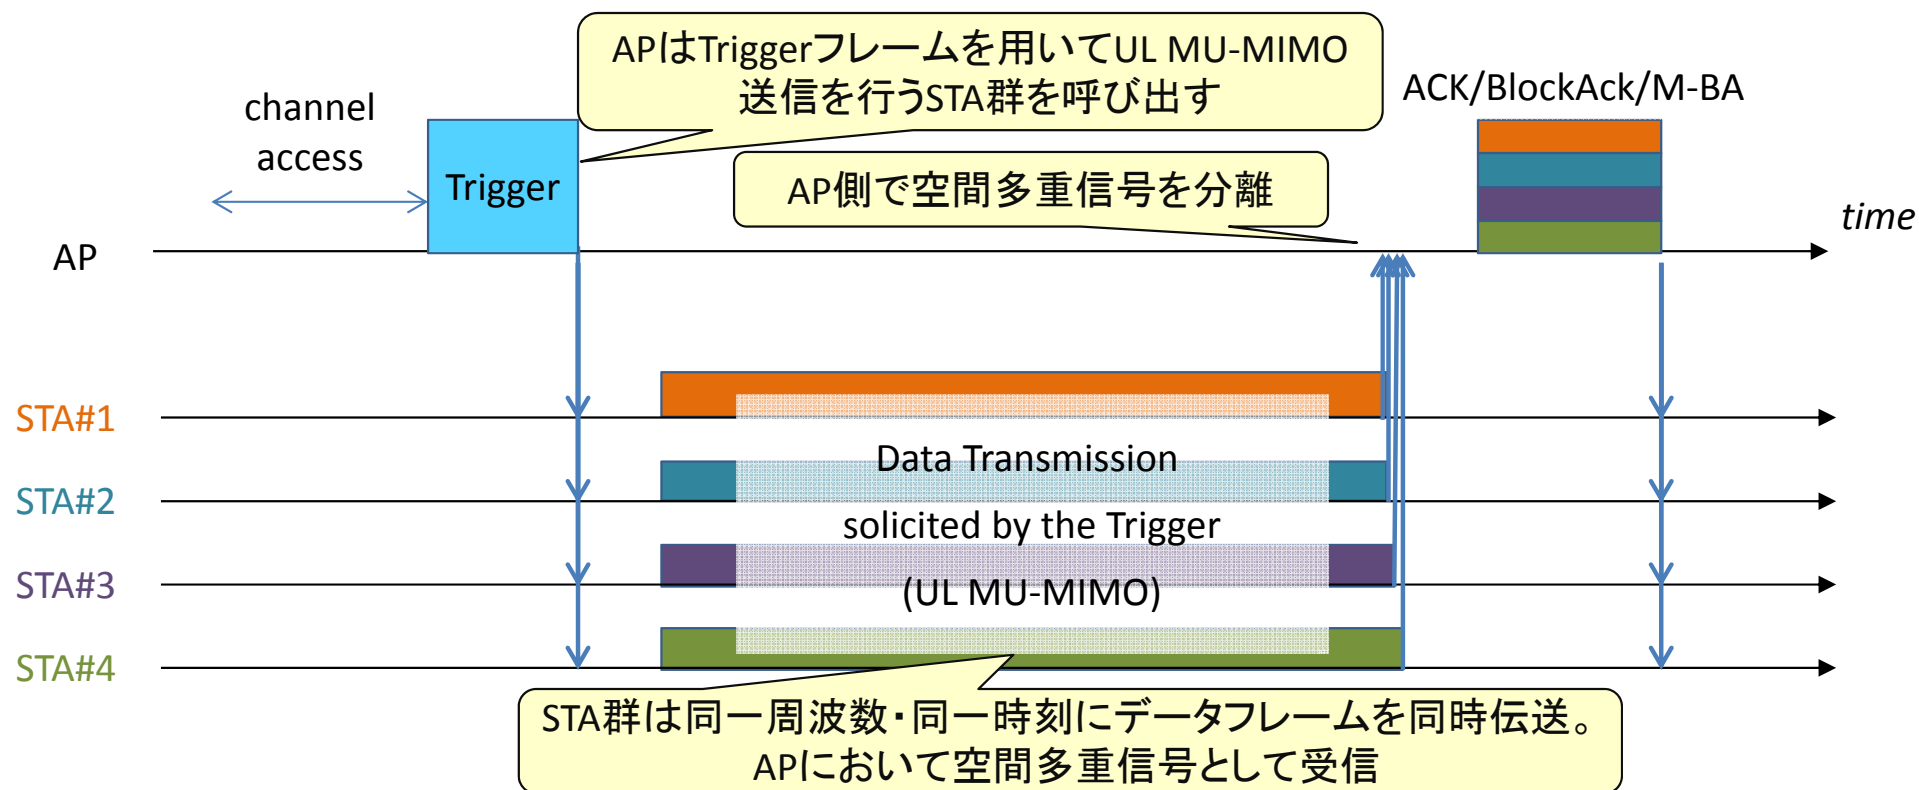 APはTriggerフレームを用いてUL MU-MIMO
送信を行うSTA群を呼び出す
channel
access
ACK/BlockAck/M-BA
Trigger
AP側で空間多重信号を分離
time
AP
STA#1
Data Transmission
STA#2
solicited by the Trigger
STA#3
(UL MU-MIMO)
STA#4
STA群は同一周波数・同一時刻にデータフレームを同時伝送。
APにおいて空間多重信号として受信